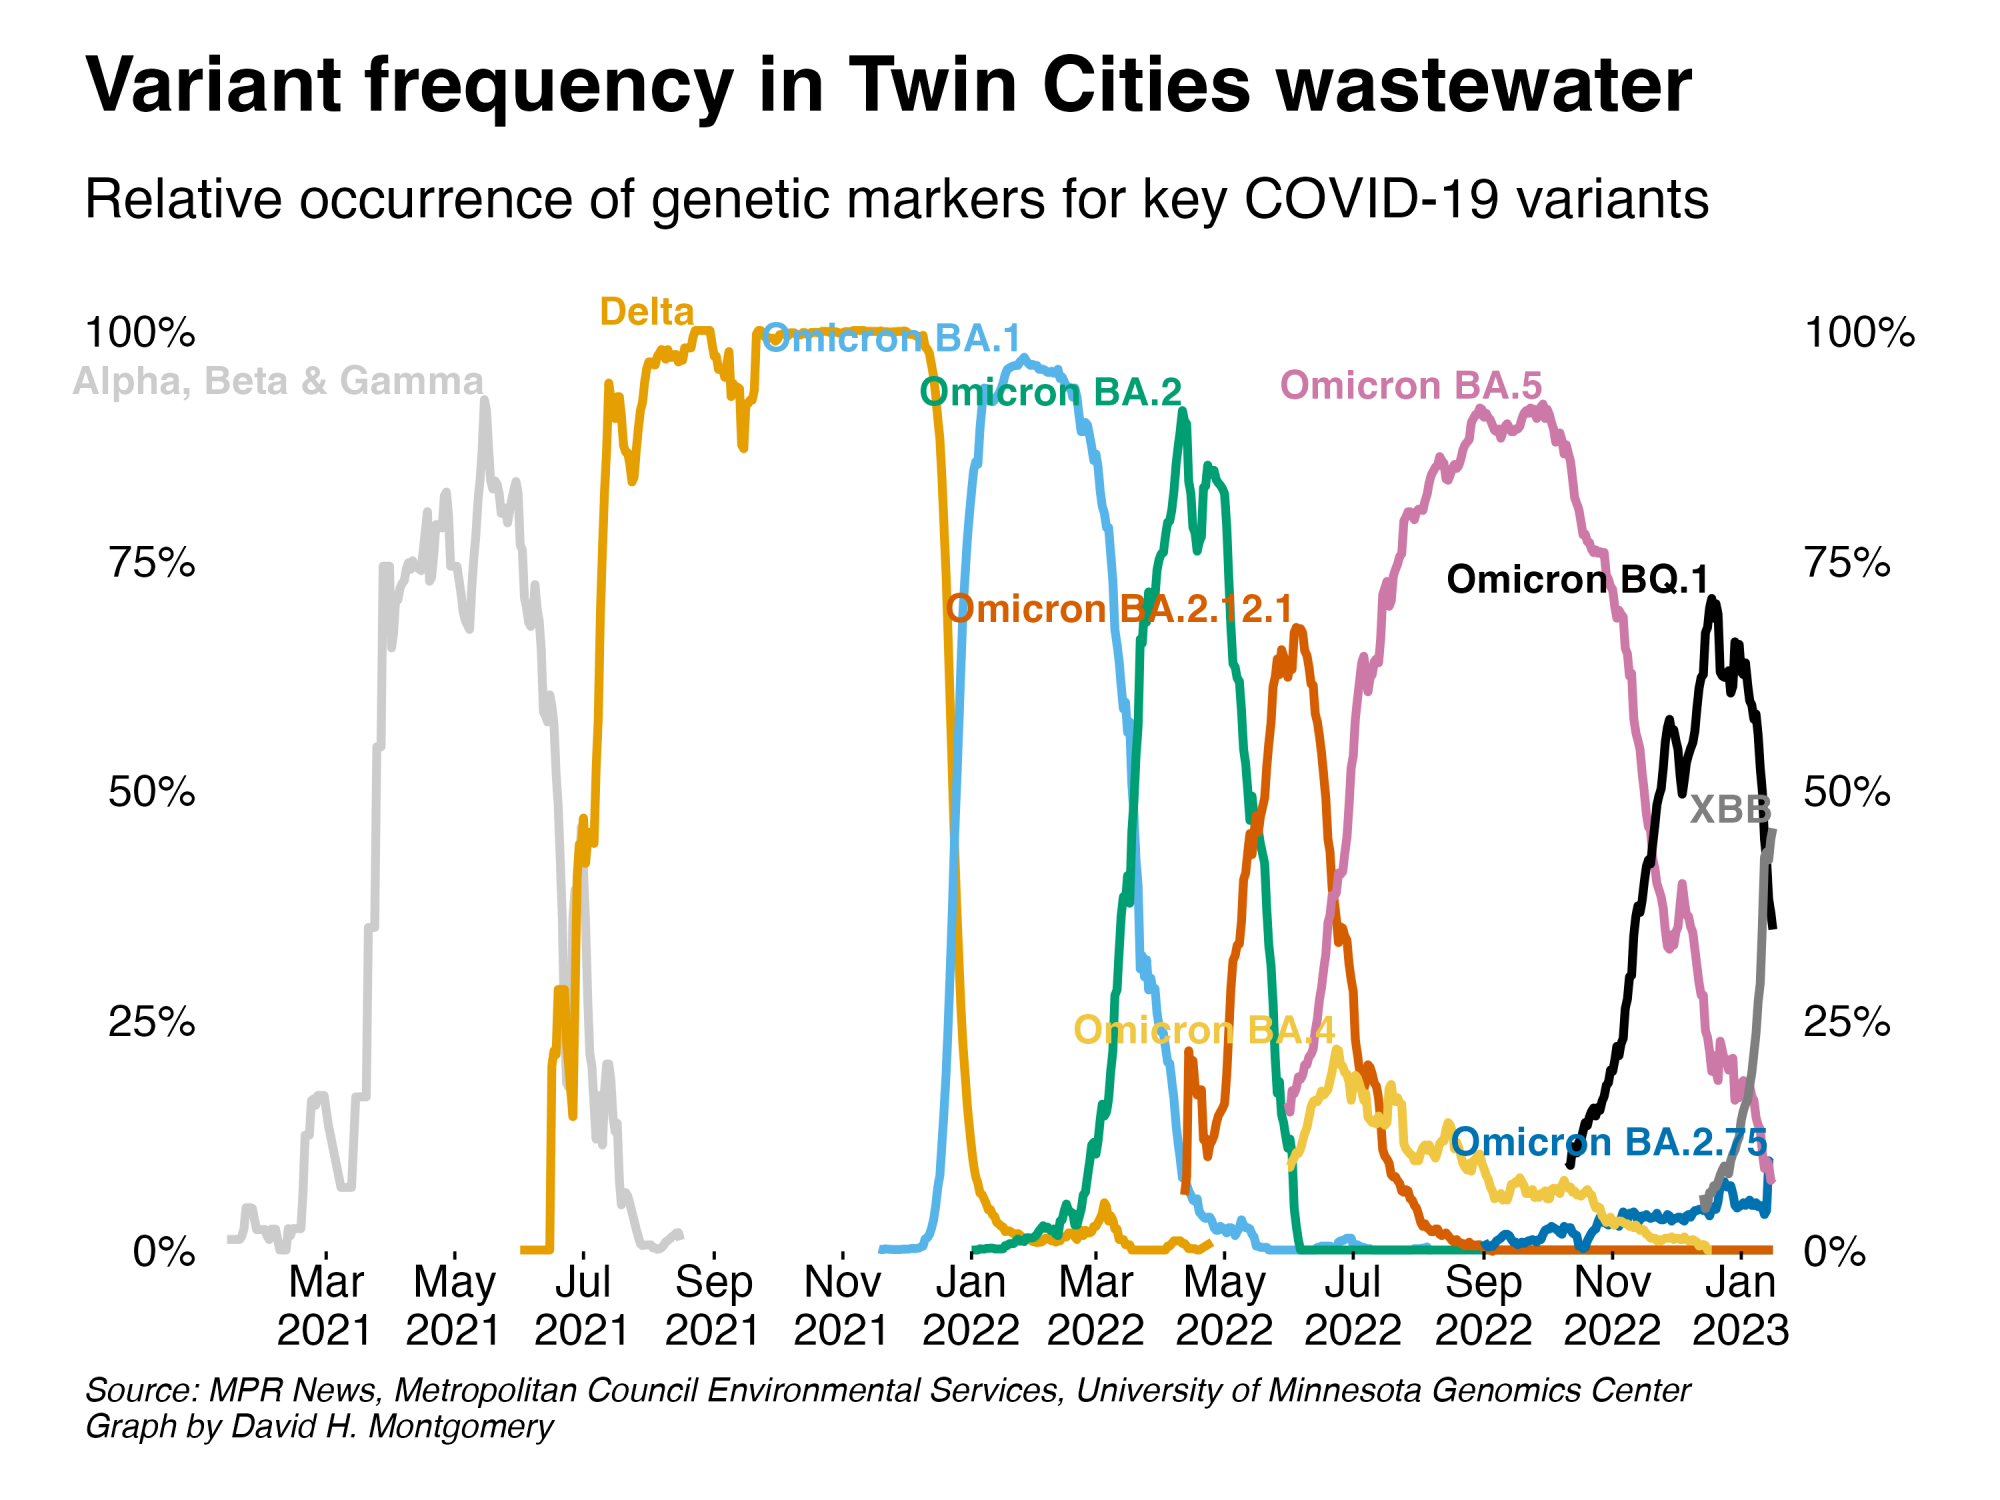 Variant frequency in Twin Cities wastewater
Relative occurrence of genetic markers for key COVID-19 variants
Delta
100%
Omicron BA.1
100%
Alpha, Beta & Gamma
Omicron BA.2
Omicron BA.5
75%
Omicron BQ.1
75%
Omicron BA.2.12.1
50%
XBB
50%
25%
Omicron BA.4
25%
Omicron BA.2.75
0%
0%
Mar May Jul Sep Nov Jan Mar May Jul Sep Nov Jan
2021 2021 2021 2021 2021 2022 2022 2022 2022 2022 2022 2023
Source: MPR News, Metropolitan Council Environmental Services, University of Minnesota Genomics Center
Graph by David H. Montgomery